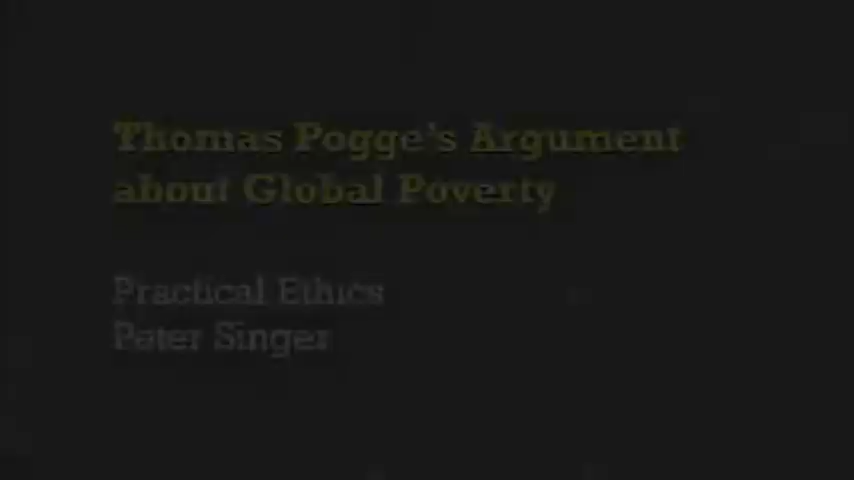 Thomas Pogge's Argument
about Global Poverty
Practical Ethics
Peter Singer